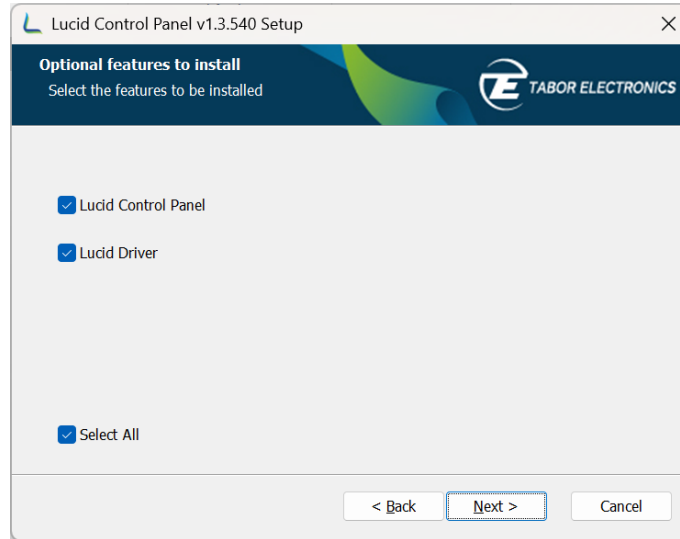 Lucid Control Panel v1.3.540 Setup
Optional features to install
Select the features to be installed
TE TABOR ELECTRONICS
Lucid Control Panel
Lucid Driver
Select All
< Back
Next >
Cancel